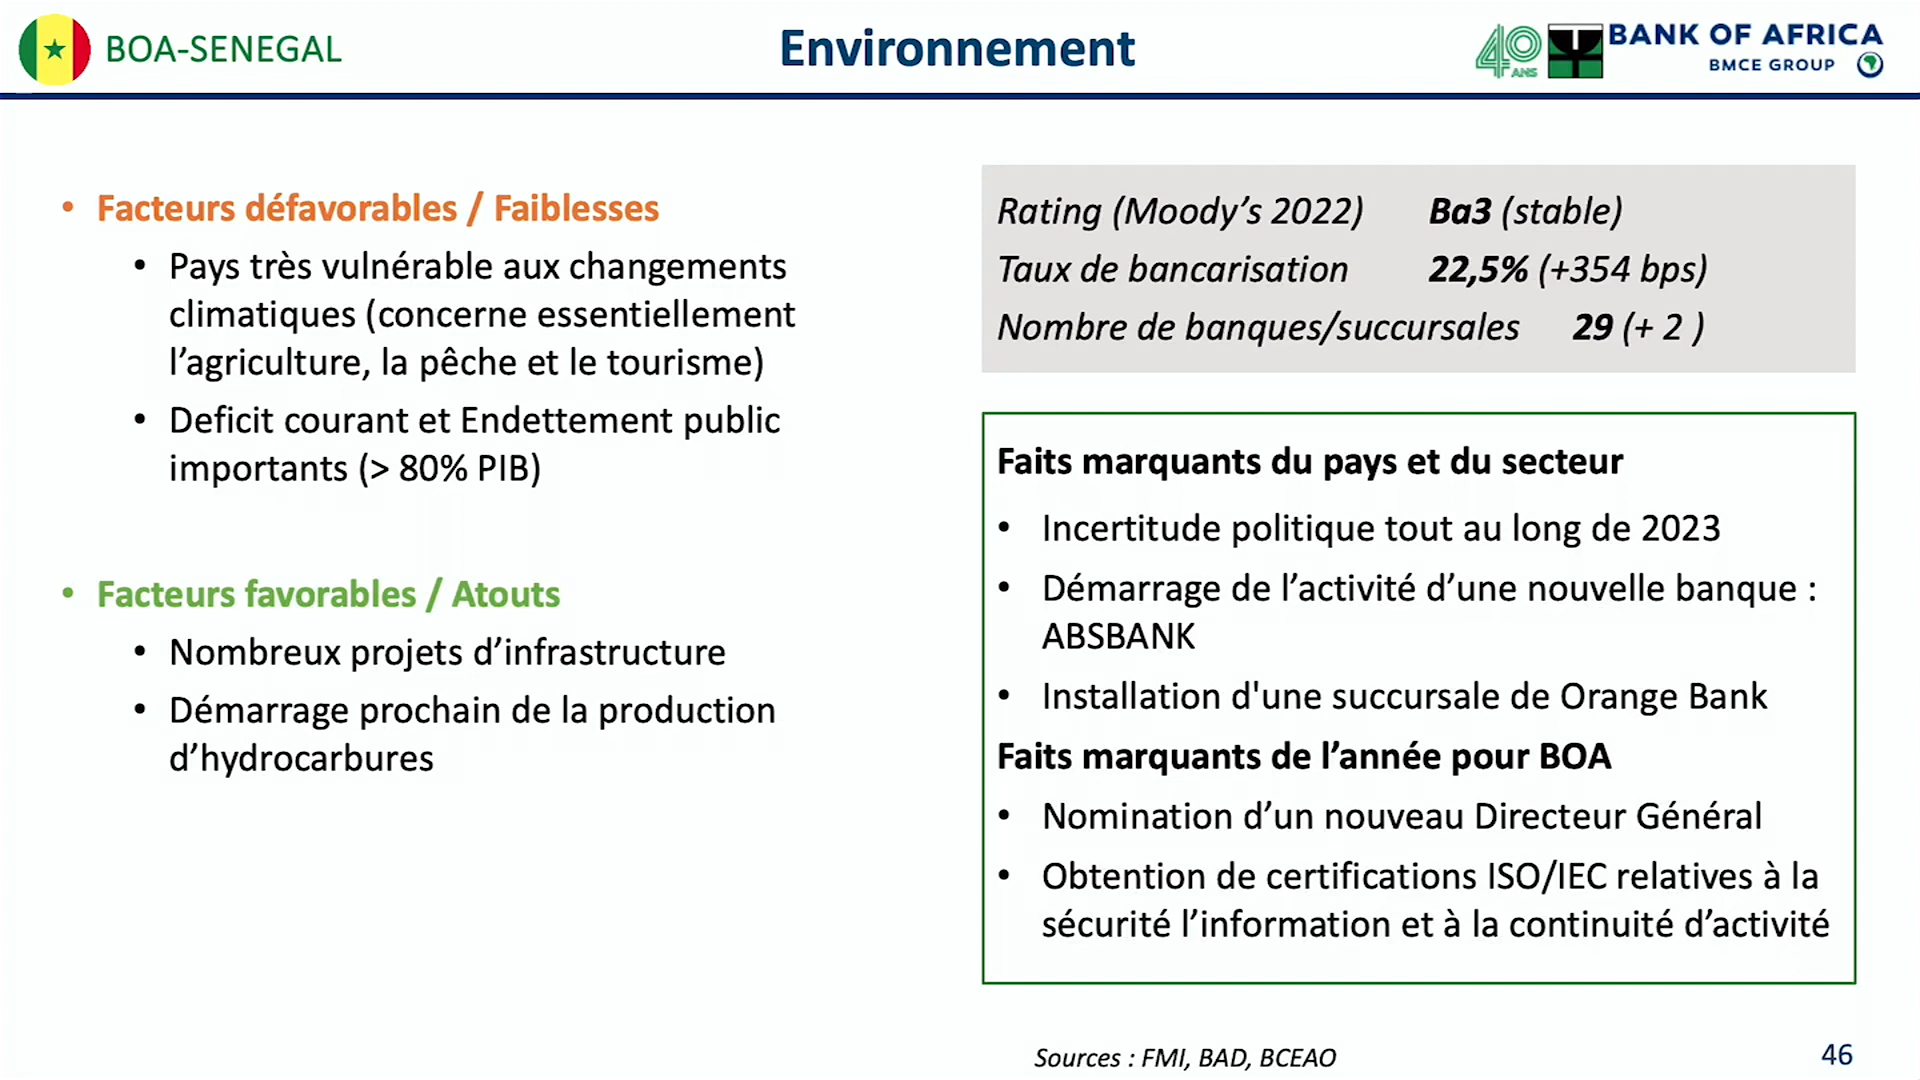 BOA-SENEGAL
Environnement
40
ANS
BANK OF AFRICA
BMCE GROUP
• Facteurs défavorables / Faiblesses
• Pays très vulnérable aux changements
climatiques (concerne essentiellement
l’agriculture, la pêche et le tourisme)
• Deficit courant et Endettement public
importants (> 80% PIB)
• Facteurs favorables / Atouts
• Nombreux projets d’infrastructure
• Démarrage prochain de la production
d’hydrocarbures
Rating (Moody’s 2022) Ba3 (stable)
Taux de bancarisation 22,5% (+354 bps)
Nombre de banques/succursales 29 (+ 2 )
Faits marquants du pays et du secteur
• Incertitude politique tout au long de 2023
• Démarrage de l’activité d’une nouvelle banque :
ABSBANK
• Installation d'une succursale de Orange Bank
Faits marquants de l’année pour BOA
• Nomination d’un nouveau Directeur Général
• Obtention de certifications ISO/IEC relatives à la
sécurité l’information et à la continuité d’activité
Sources : FMI, BAD, BCEAO
46